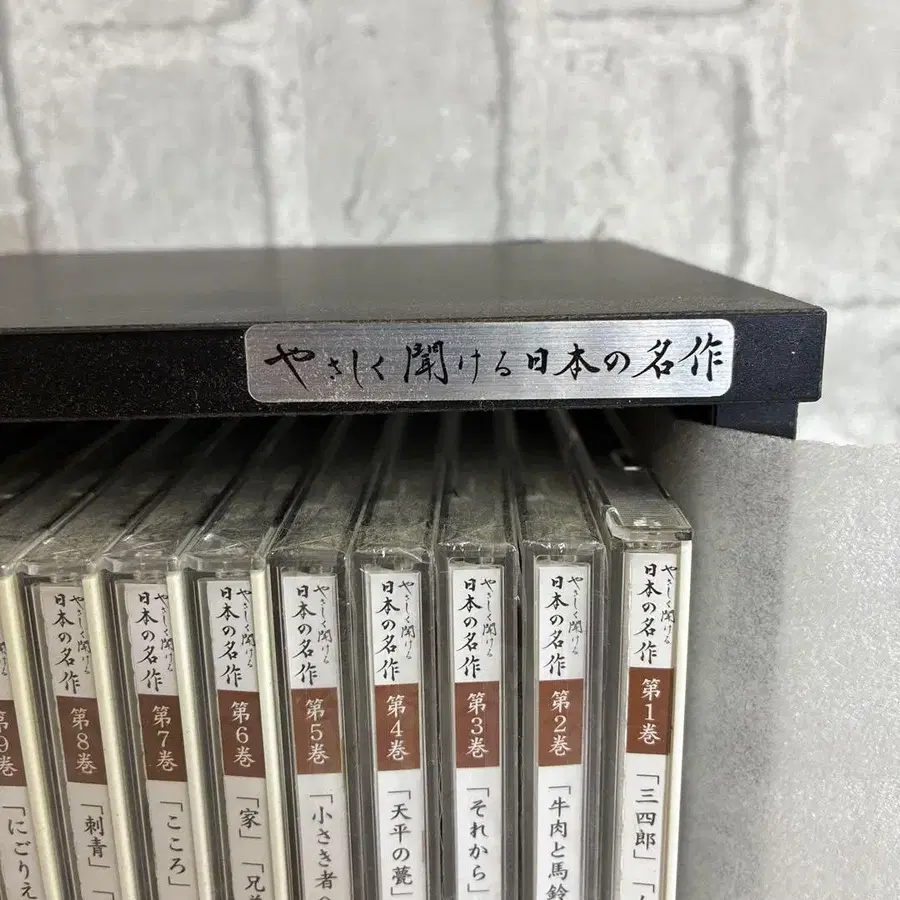 やさしく聞ける日本の名作
やさしく聞ける
日本の名作
第1巻
「三四郎」「
やさしく聞ける
日本の名作
第2巻
「牛肉と馬鈴
やさしく聞ける
日本の名作
第3巻
「それから」
やさしく聞ける
日本の名作
第4巻
「天平の甍」
やさしく聞ける
日本の名作
第5巻
「小さき者
やさしく聞ける
日本の名作
第6巻
「家」「兄弟
やさしく聞ける
日本の名作
第7巻
「こころ」
やさしく聞ける
日本の名作
第8巻
「刺青」「
第9巻
「にごりえ